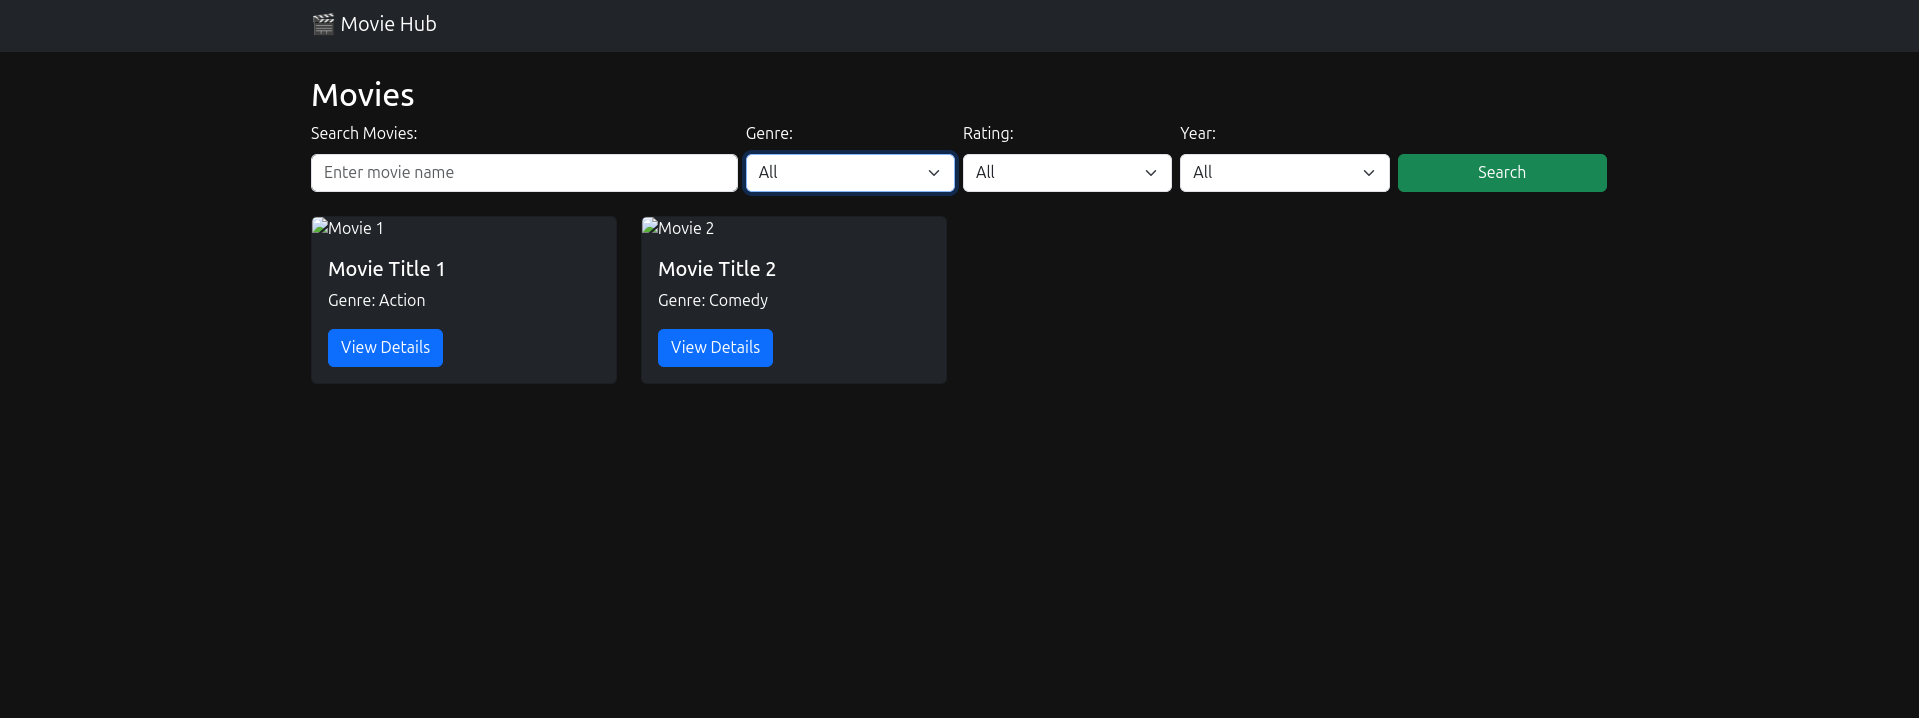 🎬 Movie Hub
Movies
Search Movies: Genre: Rating: Year:
Enter movie name All All All Search
Movie 1 Movie 2
Movie Title 1 Movie Title 2
Genre: Action Genre: Comedy
View Details View Details